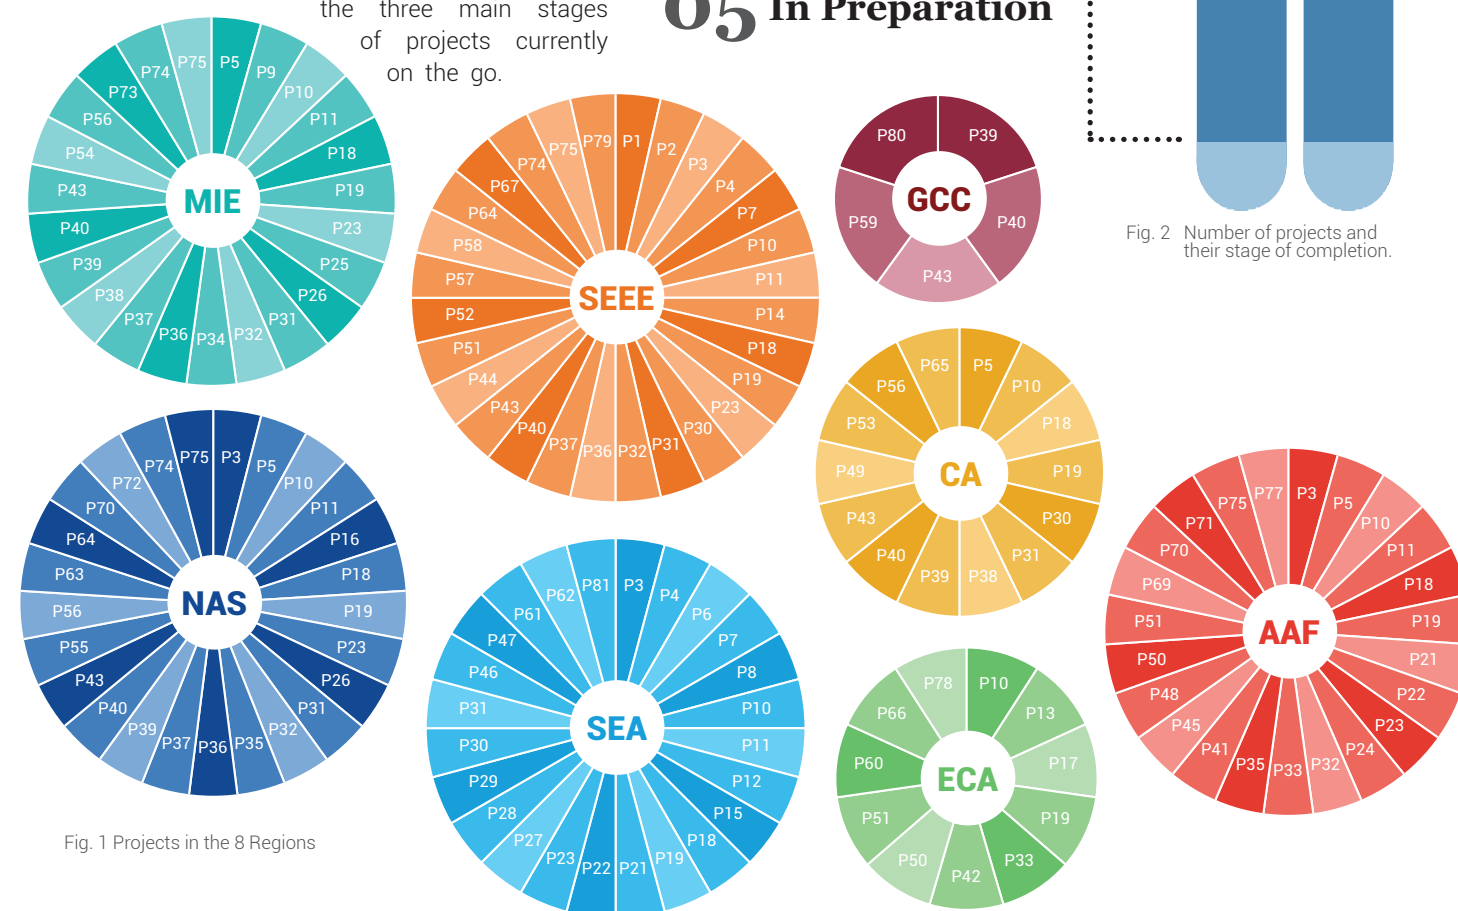 the three main stages
of projects currently
on the go.
05 In Preparation
MIE
P5
P9
P10
P11
P18
P19
P23
P25
P26
P31
P32
P34
P36
P37
P38
P39
P40
P43
P54
P56
P73
P74
P75
SEEE
P1
P2
P3
P4
P7
P10
P11
P14
P18
P19
P23
P30
P31
P32
P36
P37
P40
P43
P44
P51
P52
P57
P58
P64
P67
P74
P75
P79
GCC
P39
P40
P43
P59
P80
Fig. 2 Number of projects and
their stage of completion.
CA
P5
P10
P18
P19
P30
P31
P38
P39
P40
P43
P49
P53
P56
P65
NAS
P3
P5
P10
P11
P16
P18
P19
P23
P26
P31
P32
P35
P36
P37
P39
P40
P43
P55
P56
P63
P64
P70
P72
P74
P75
SEA
P3
P4
P6
P7
P8
P10
P11
P12
P15
P18
P19
P21
P22
P23
P27
P28
P29
P30
P31
P46
P47
P61
P62
P81
ECA
P10
P13
P17
P19
P33
P42
P50
P51
P60
P66
P78
AAF
P3
P5
P10
P11
P18
P19
P21
P22
P23
P24
P32
P33
P35
P41
P45
P48
P50
P51
P69
P70
P71
P75
P77
Fig. 1 Projects in the 8 Regions